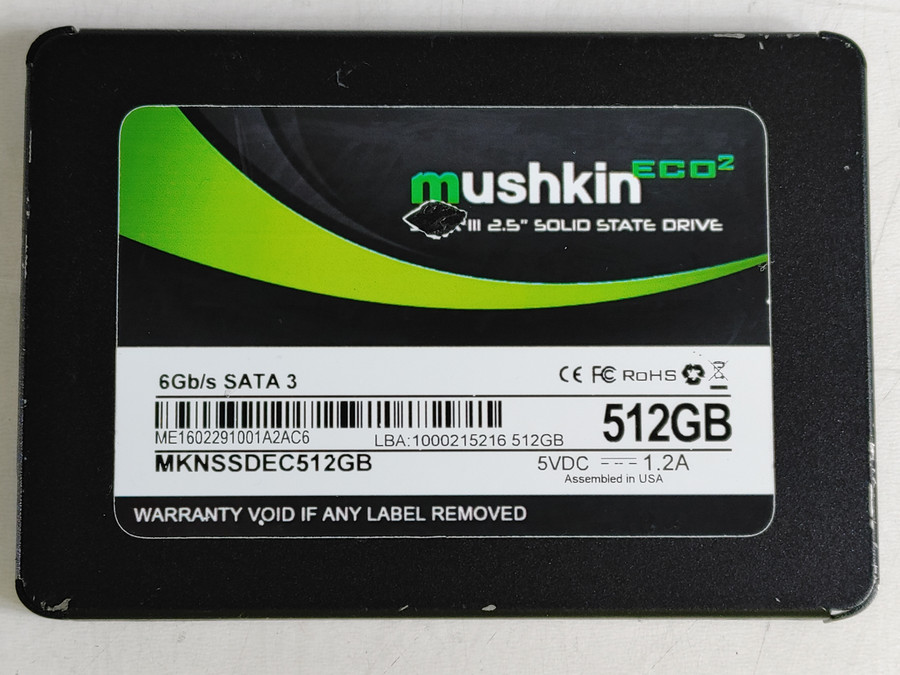 mushkin ECO²
III 2.5" SOLID STATE DRIVE
6Gb/s SATA 3
CE FC RoHS
ME1602291001A2AC6
LBA:1000215216 512GB
512GB
MKNSSDEC512GB
5VDC 1.2A
Assembled in USA
WARRANTY VOID IF ANY LABEL REMOVED